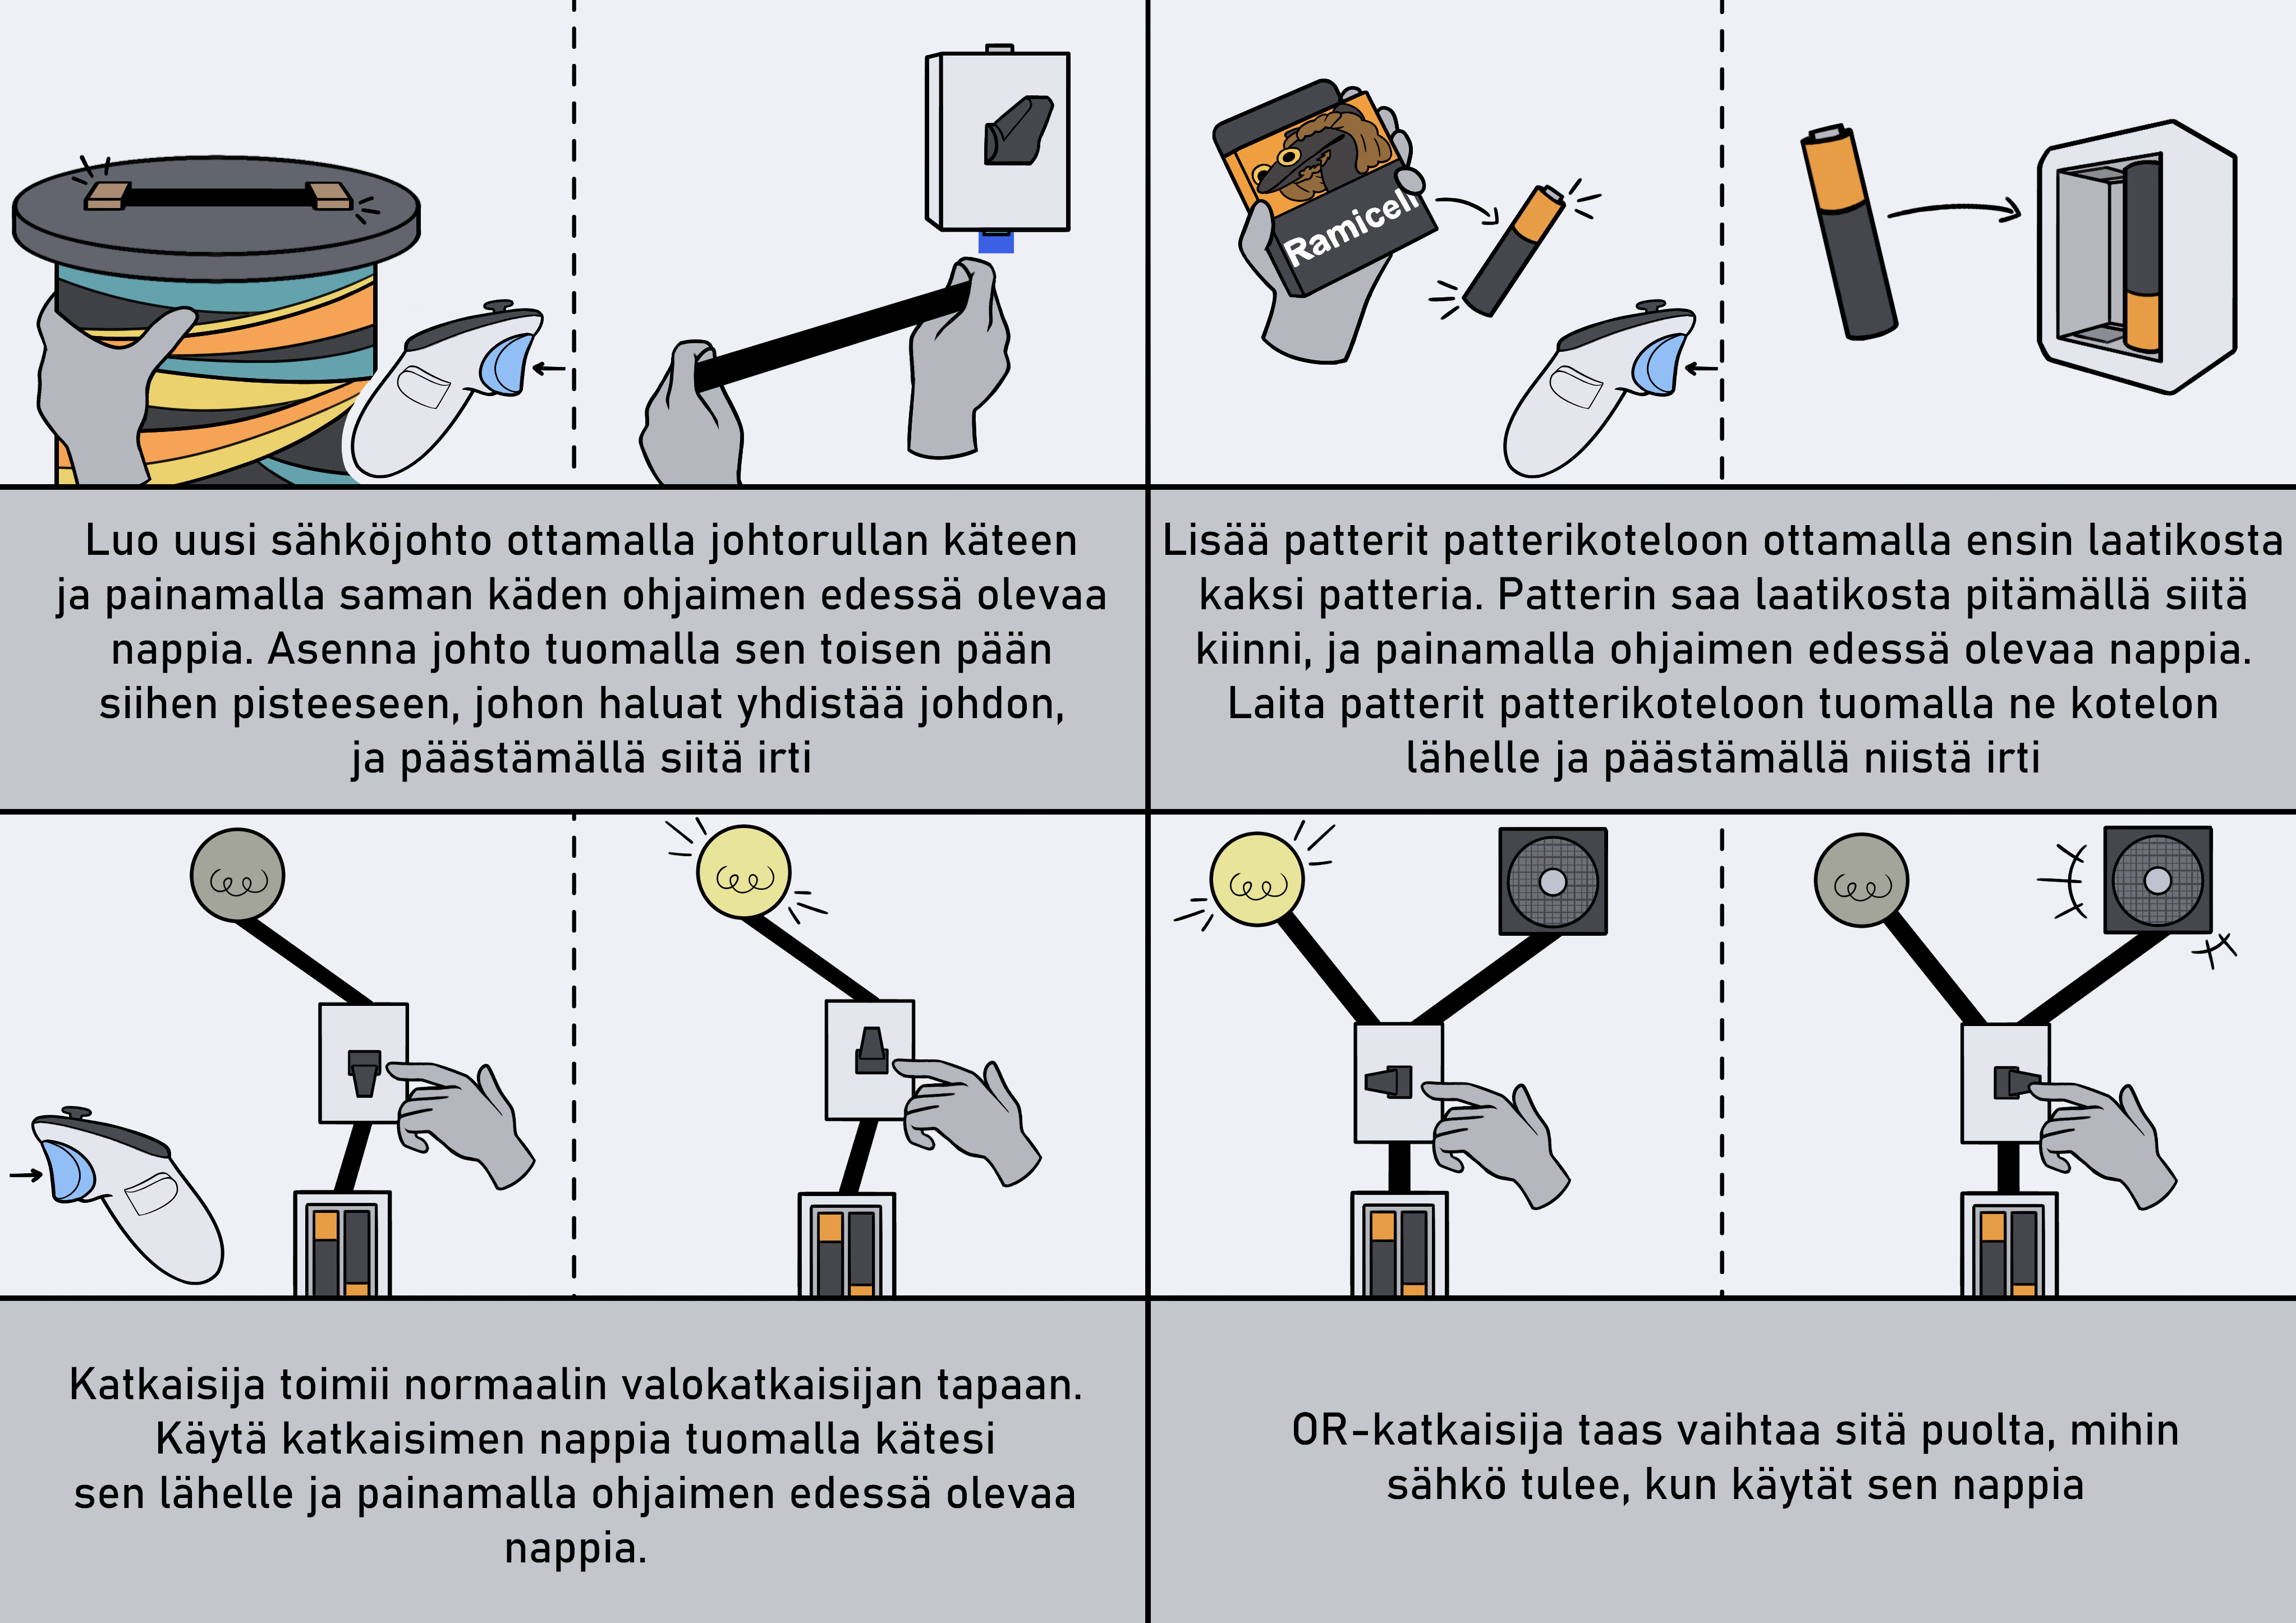 Ramicell
Luo uusi sähköjohto ottamalla johtorullan käteen
ja painamalla saman käden ohjaimen edessä olevaa
nappia. Asenna johto tuomalla sen toisen pään
siihen pisteeseen, johon haluat yhdistää johdon,
ja päästämällä siitä irti
Lisää patterit patterikoteloon ottamalla ensin laatikosta
kaksi patteria. Patterin saa laatikosta pitämällä siitä
kiinni, ja painamalla ohjaimen edessä olevaa nappia.
Laita patterit patterikoteloon tuomalla ne kotelon
lähelle ja päästämällä niistä irti
Katkaisija toimii normaalin valokatkaisijan tapaan.
Käytä katkaisimen nappia tuomalla kätesi
sen lähelle ja painamalla ohjaimen edessä olevaa
nappia.
OR-katkaisija taas vaihtaa sitä puolta, mihin
sähkö tulee, kun käytät sen nappia